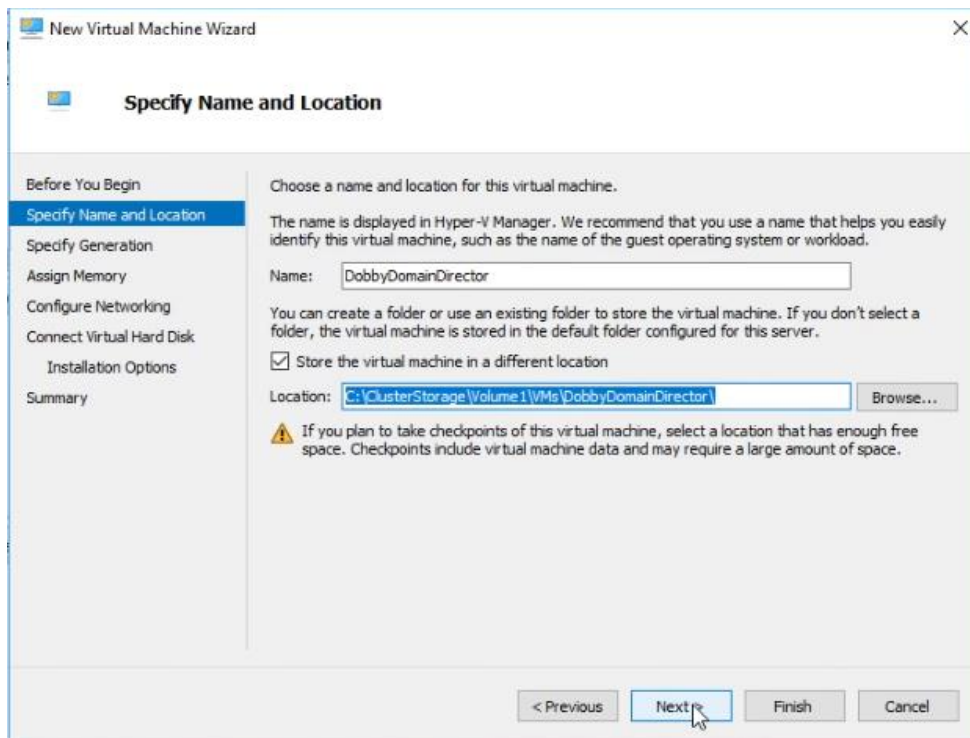 New Virtual Machine Wizard
Specify Name and Location
Before You Begin
Specify Name and Location
Specify Generation
Assign Memory
Configure Networking
Connect Virtual Hard Disk
Installation Options
Summary
Choose a name and location for this virtual machine.
The name is displayed in Hyper-V Manager. We recommend that you use a name that helps you easily
identify this virtual machine, such as the name of the guest operating system or workload.
Name: DobbyDomainDirector
You can create a folder or use an existing folder to store the virtual machine. If you don't select a
folder, the virtual machine is stored in the default folder configured for this server.
Store the virtual machine in a different location
Location: C:\ClusterStorage\Volume1\VMs\DobbyDomainDirector\ Browse...
If you plan to take checkpoints of this virtual machine, select a location that has enough free
space. Checkpoints include virtual machine data and may require a large amount of space.
< Previous Next > Finish Cancel